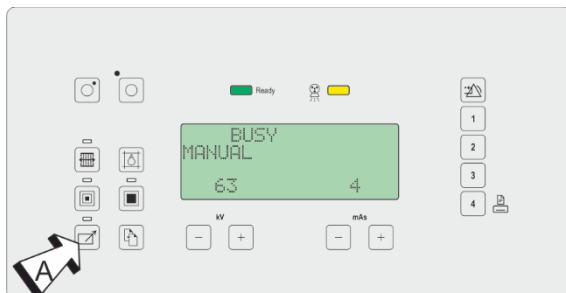 Ready
BUSY
MANUAL
63 4
kV mAs
- + - +
1
2
3
4
A